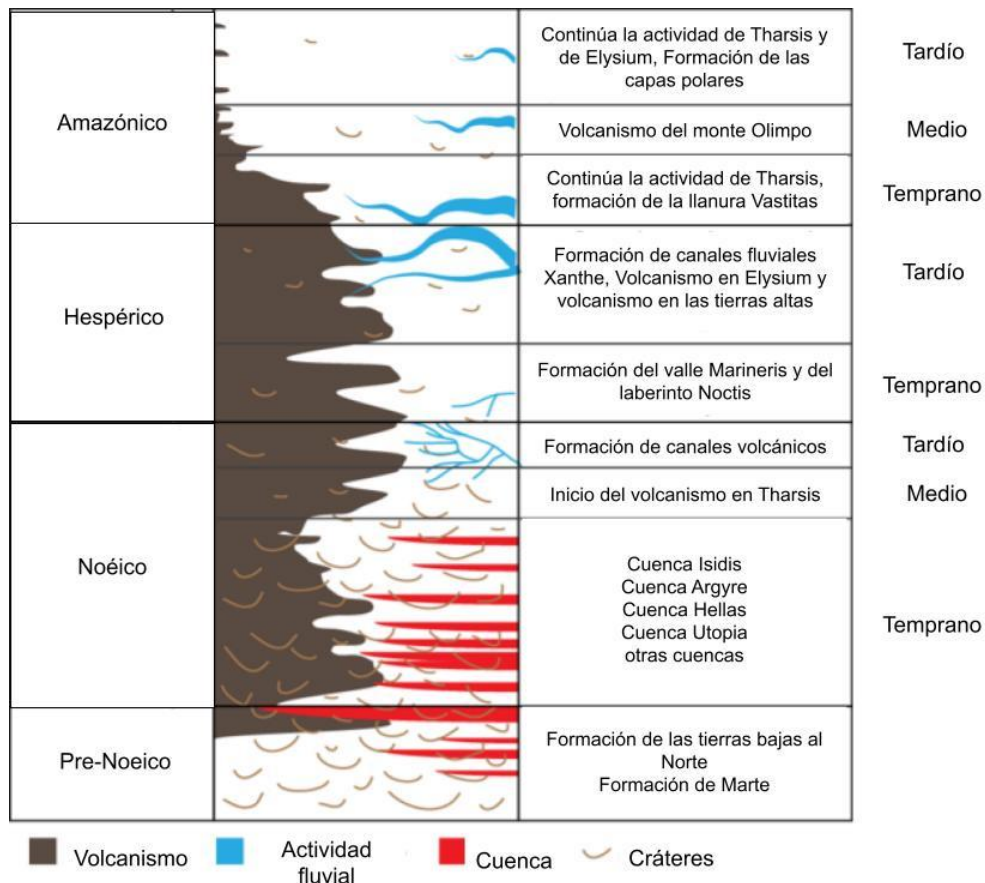 Amazónico
Continúa la actividad de Tharsis y
de Elysium, Formación de las
capas polares
Tardío
Volcanismo del monte Olimpo
Medio
Continúa la actividad de Tharsis,
formación de la llanura Vastitas
Temprano
Hespérico
Formación de canales fluviales
Xanthe, Volcanismo en Elysium y
volcanismo en las tierras altas
Tardío
Formación del valle Marineris y del
laberinto Noctis
Temprano
Noéico
Formación de canales volcánicos
Tardío
Inicio del volcanismo en Tharsis
Medio
Cuenca Isidis
Cuenca Argyre
Cuenca Hellas
Cuenca Utopia
otras cuencas
Temprano
Pre-Noeico
Formación de las tierras bajas al
Norte
Formación de Marte
Volcanismo
Actividad
fluvial
Cuenca
Cráteres